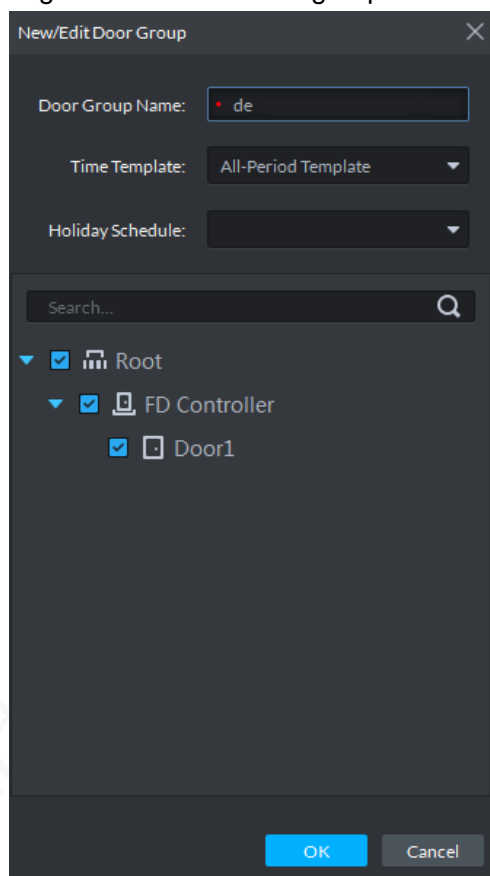 New/Edit Door Group
Door Group Name: de
Time Template: All-Period Template
Holiday Schedule:
Search...
Root
FD Controller
Door1
OK Cancel